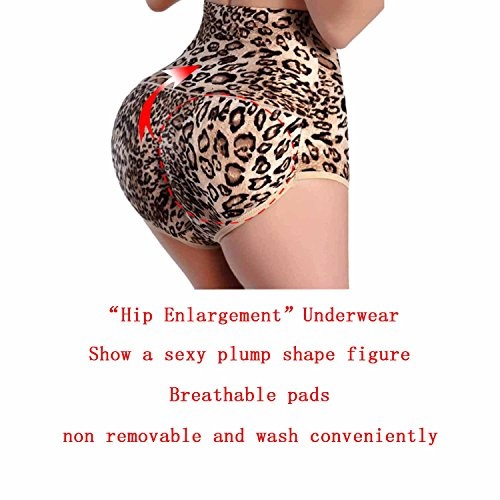 “Hip Enlargement”Underwear
Show a sexy plump shape figure
Breathable pads
non removable and wash conveniently